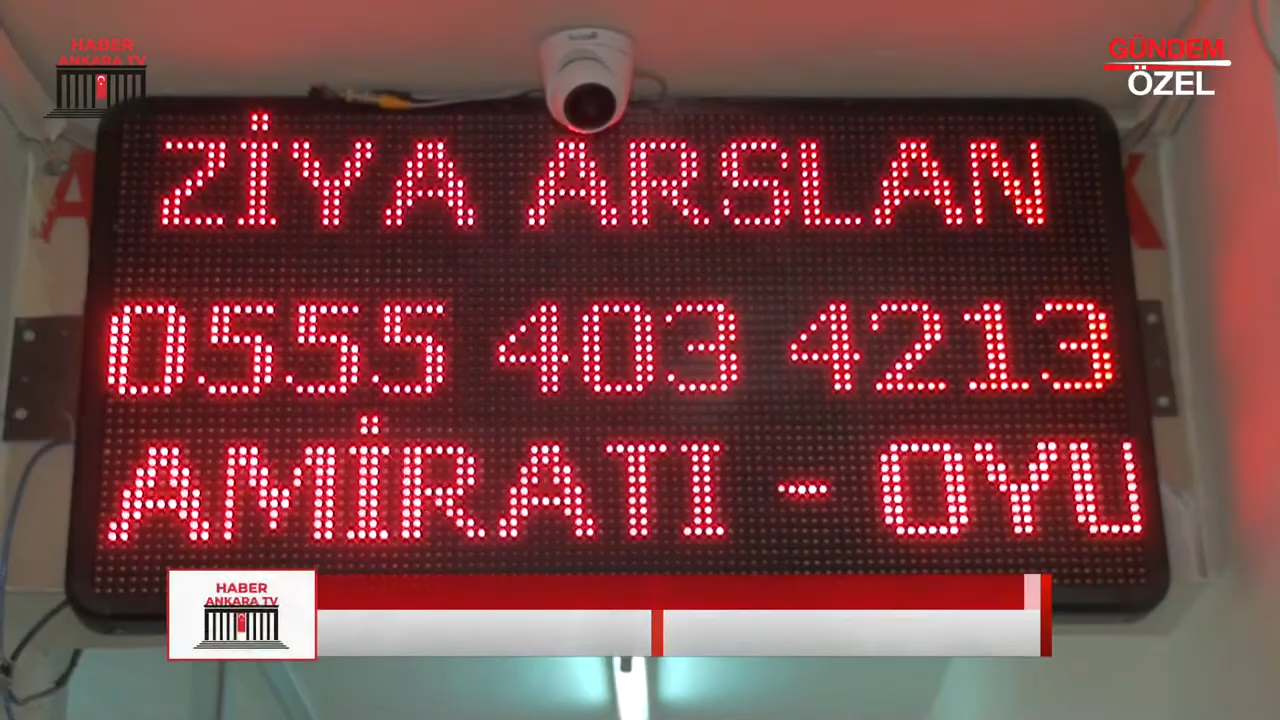 HABER
ANKARA TV
GÜNDEM
ÖZEL
ZİYA ARSLAN
0555 403 4213
AMİRATI - OYU
HABER
ANKARA TV